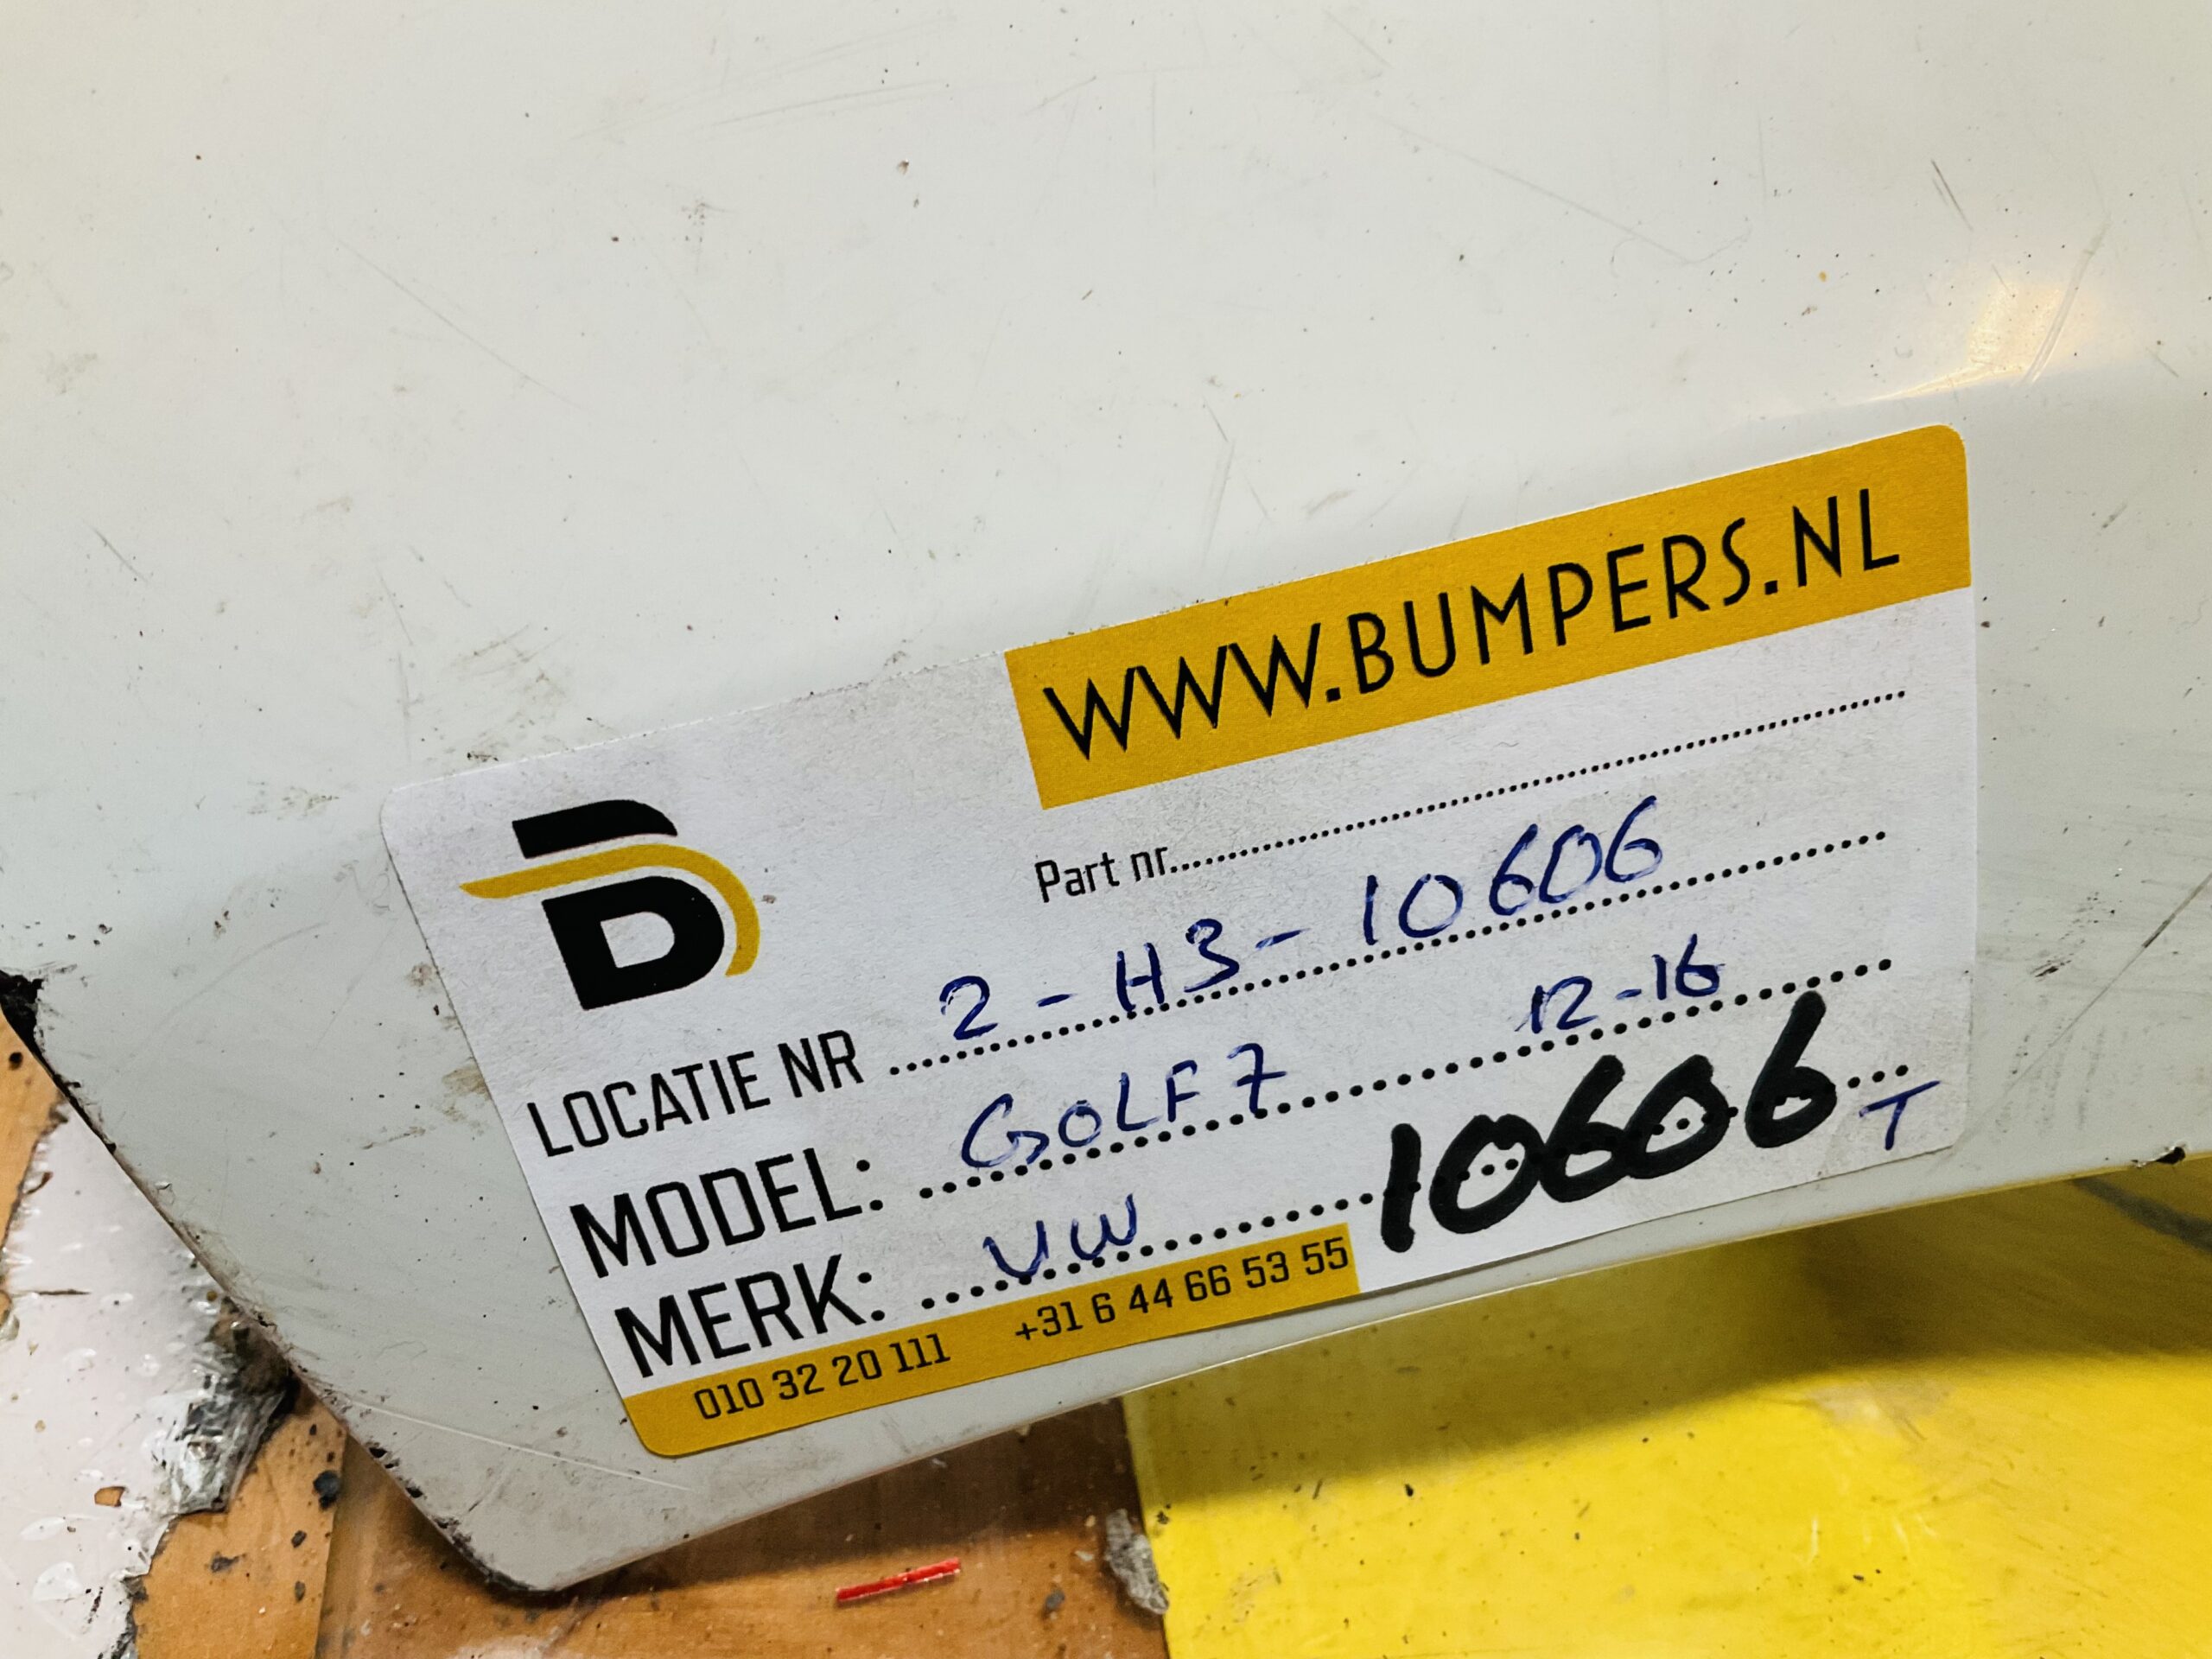 WWW.BUMPERS.NL
B
Part nr.
LOCATIE NR 2-H3-10606
MODEL: GOLF 7 12-16
MERK: VW 10606 T
010 32 20 111 +31 6 44 66 53 55